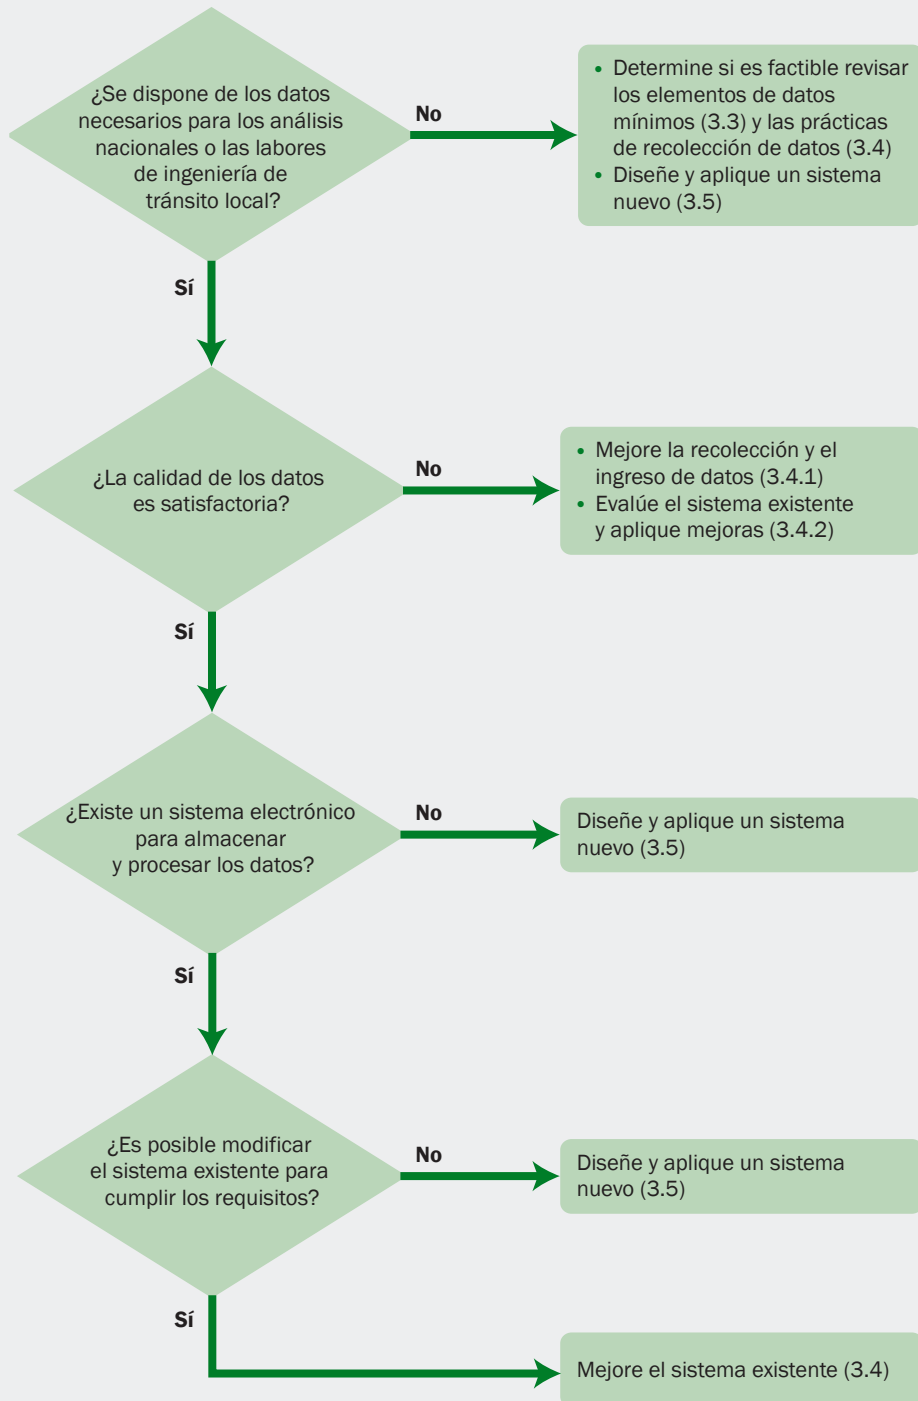 ¿Se dispone de los datos
necesarios para los análisis
nacionales o las labores
de ingeniería de
tránsito local?
No
• Determine si es factible revisar
los elementos de datos
mínimos (3.3) y las prácticas
de recolección de datos (3.4)
• Diseñe y aplique un sistema
nuevo (3.5)
Sí
¿La calidad de los datos
es satisfactoria?
No
• Mejore la recolección y el
ingreso de datos (3.4.1)
• Evalúe el sistema existente
y aplique mejoras (3.4.2)
Sí
¿Existe un sistema electrónico
para almacenar
y procesar los datos?
No
Diseñe y aplique un sistema
nuevo (3.5)
Sí
¿Es posible modificar
el sistema existente para
cumplir los requisitos?
No
Diseñe y aplique un sistema
nuevo (3.5)
Sí
Mejore el sistema existente (3.4)